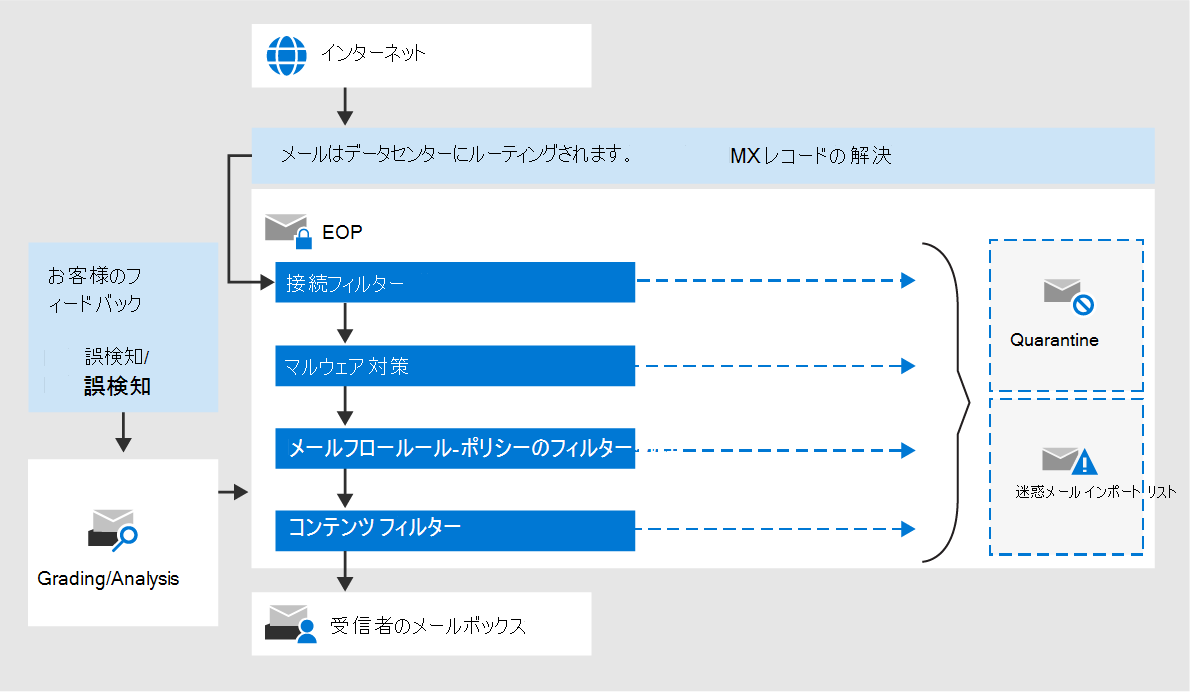 インターネット
メールはデータセンターにルーティングされます。
MXレコードの解決
EOP
接続フィルター
マルウェア対策
メールフロールール-ポリシーのフィルター
コンテンツ フィルター
受信者のメールボックス
お客様のフ
ィードバック
誤検知/
誤検知
Grading/Analysis
Quarantine
迷惑メール インポート リスト